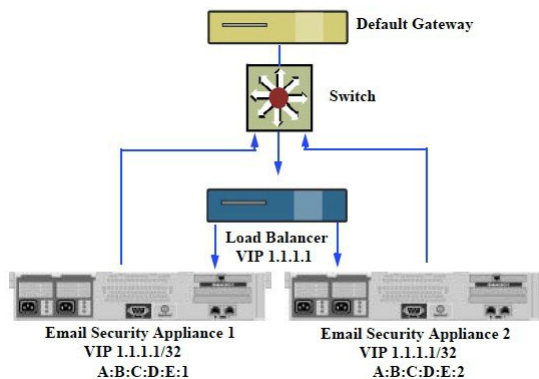 Default Gateway
Switch
Load Balancer
VIP 1.1.1.1
Email Security Appliance 1
VIP 1.1.1.1/32
A:B:C:D:E:1
Email Security Appliance 2
VIP 1.1.1.1/32
A:B:C:D:E:2